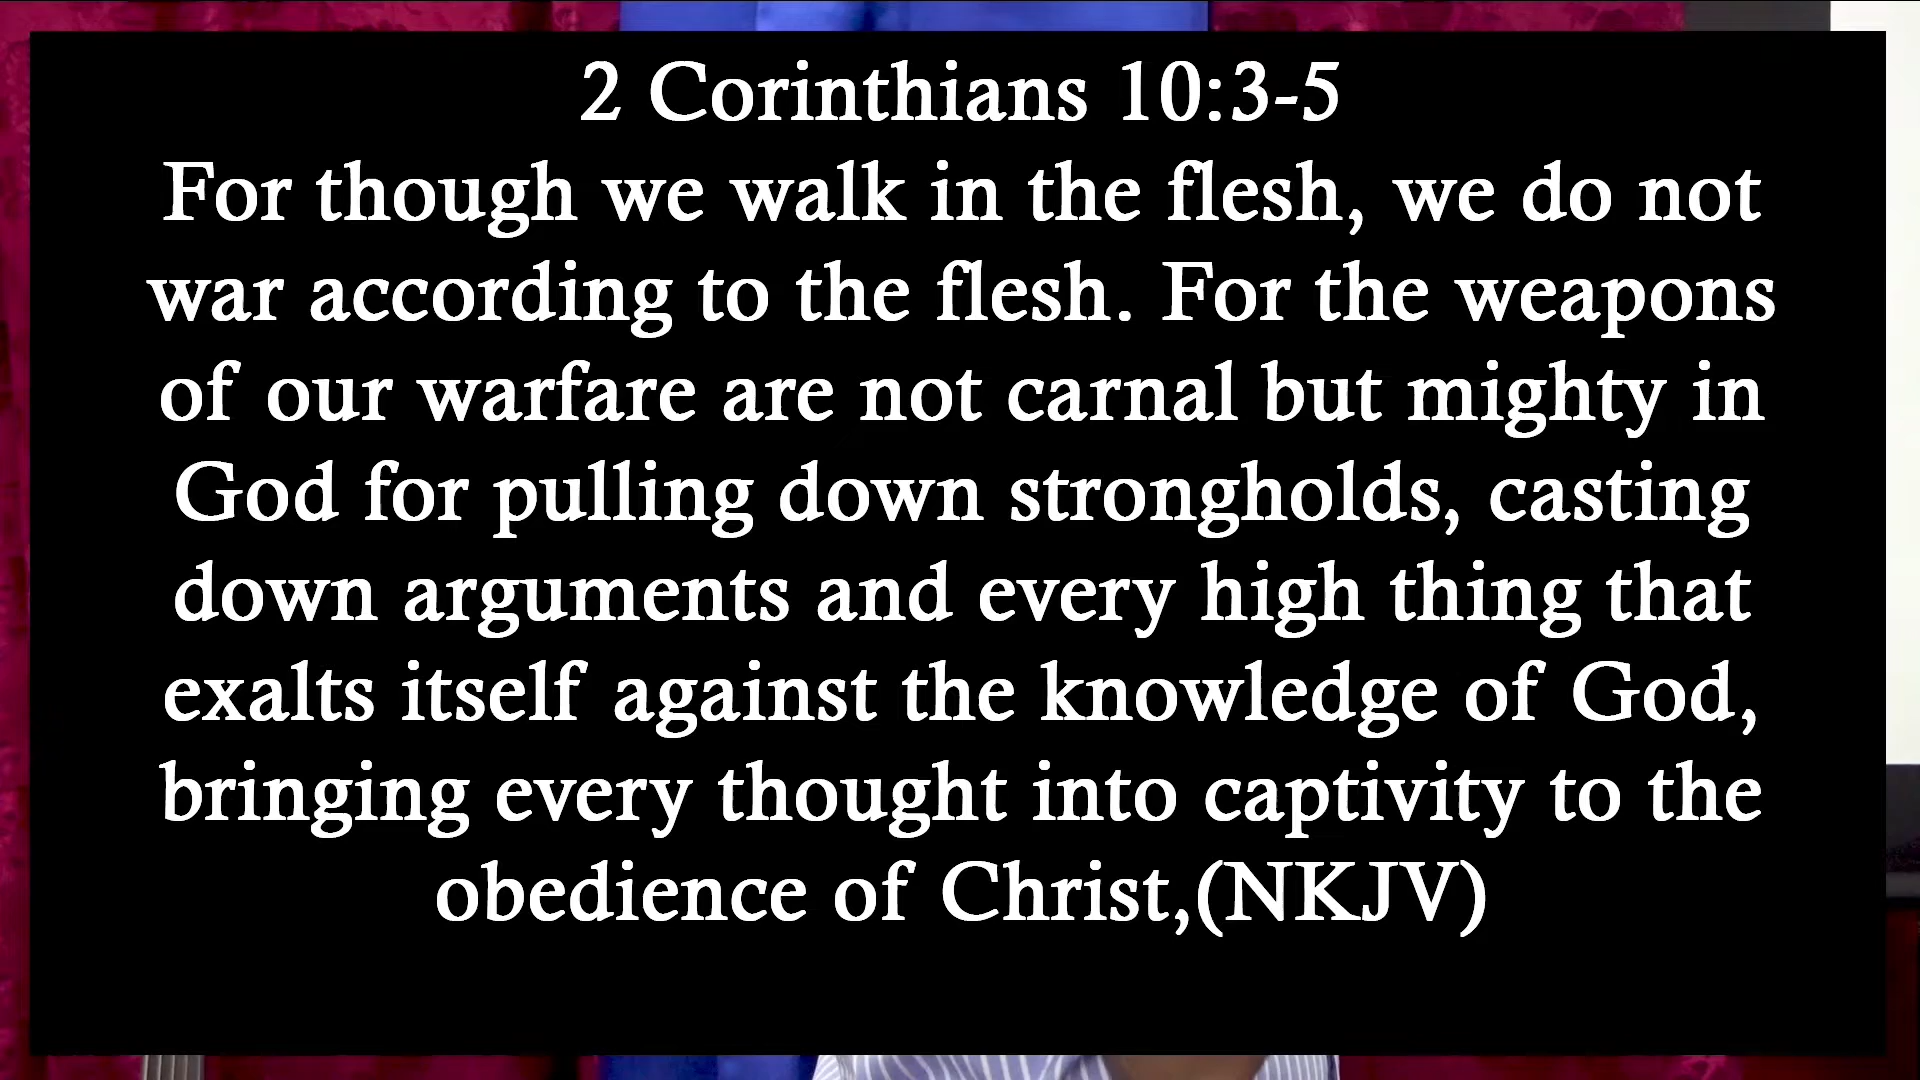 2 Corinthians 10:3-5
For though we walk in the flesh, we do not
war according to the flesh. For the weapons
of our warfare are not carnal but mighty in
God for pulling down strongholds, casting
down arguments and every high thing that
exalts itself against the knowledge of God,
bringing every thought into captivity to the
obedience of Christ,(NKJV)